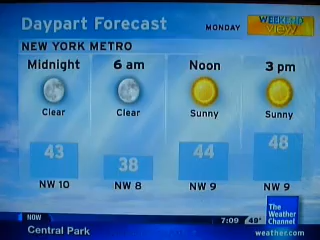 Daypart Forecast
MONDAY
WEEKEND
VIEW
NEW YORK METRO
Midnight 6 am Noon 3 pm
Clear Clear Sunny Sunny
43 38 44 48
NW 10 NW 8 NW 9 NW 9
The
Weather
Channel
NOW
7:09 49°
Central Park
weather.com